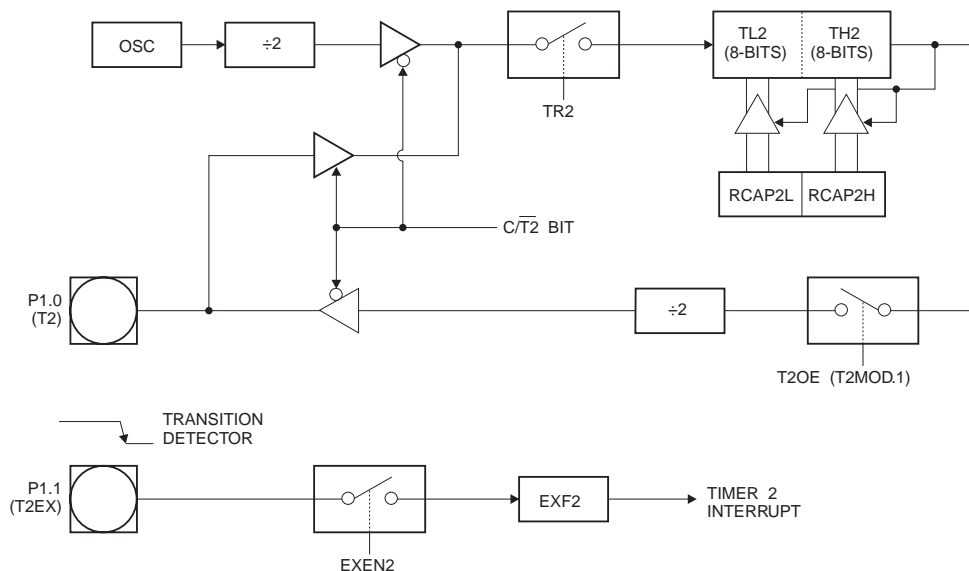 OSC
÷2
TL2
(8-BITS)
TH2
(8-BITS)
TR2
RCAP2L
RCAP2H
C/T2 BIT
P1.0
(T2)
÷2
T2OE (T2MOD.1)
TRANSITION
DETECTOR
P1.1
(T2EX)
EXF2
TIMER 2
INTERRUPT
EXEN2